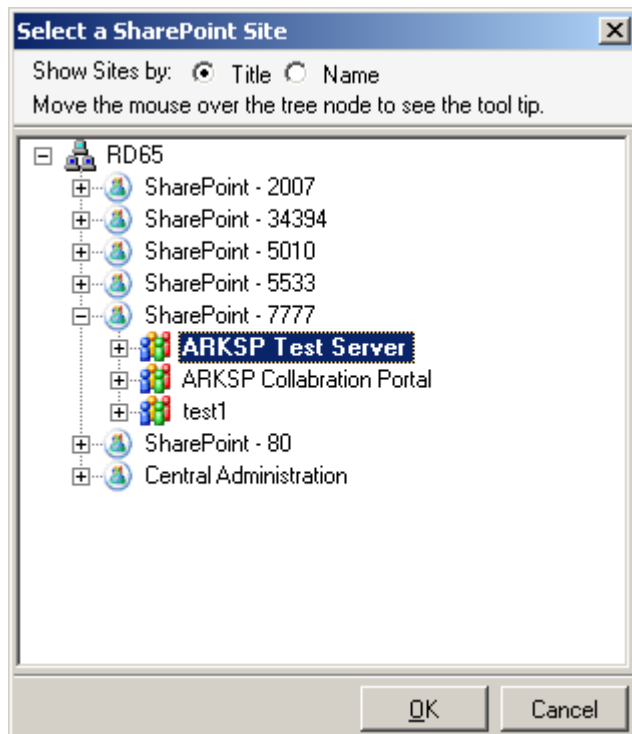 Select a SharePoint Site
Show Sites by: Title Name
Move the mouse over the tree node to see the tool tip.
RD65
SharePoint - 2007
SharePoint - 34394
SharePoint - 5010
SharePoint - 5533
SharePoint - 7777
ARKSP Test Server
ARKSP Collabration Portal
test1
SharePoint - 80
Central Administration
OK Cancel